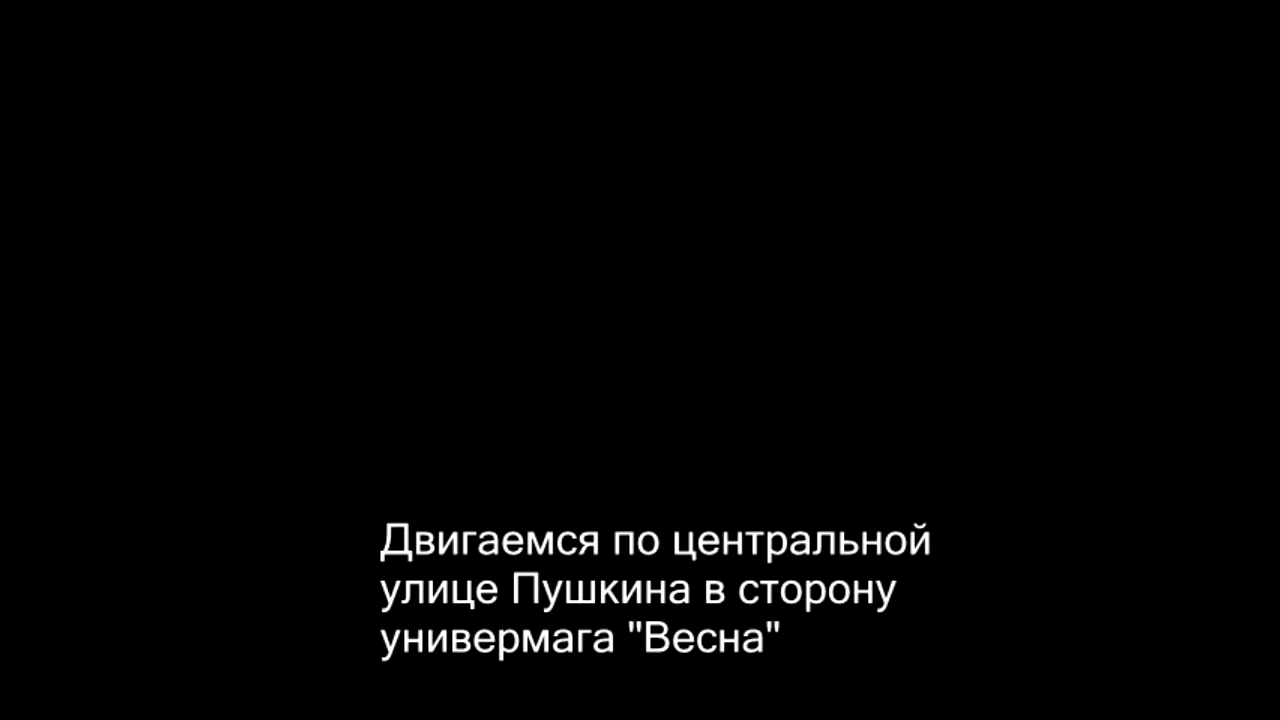 Двигаемся по центральной
улице Пушкина в сторону
универмага "Весна"